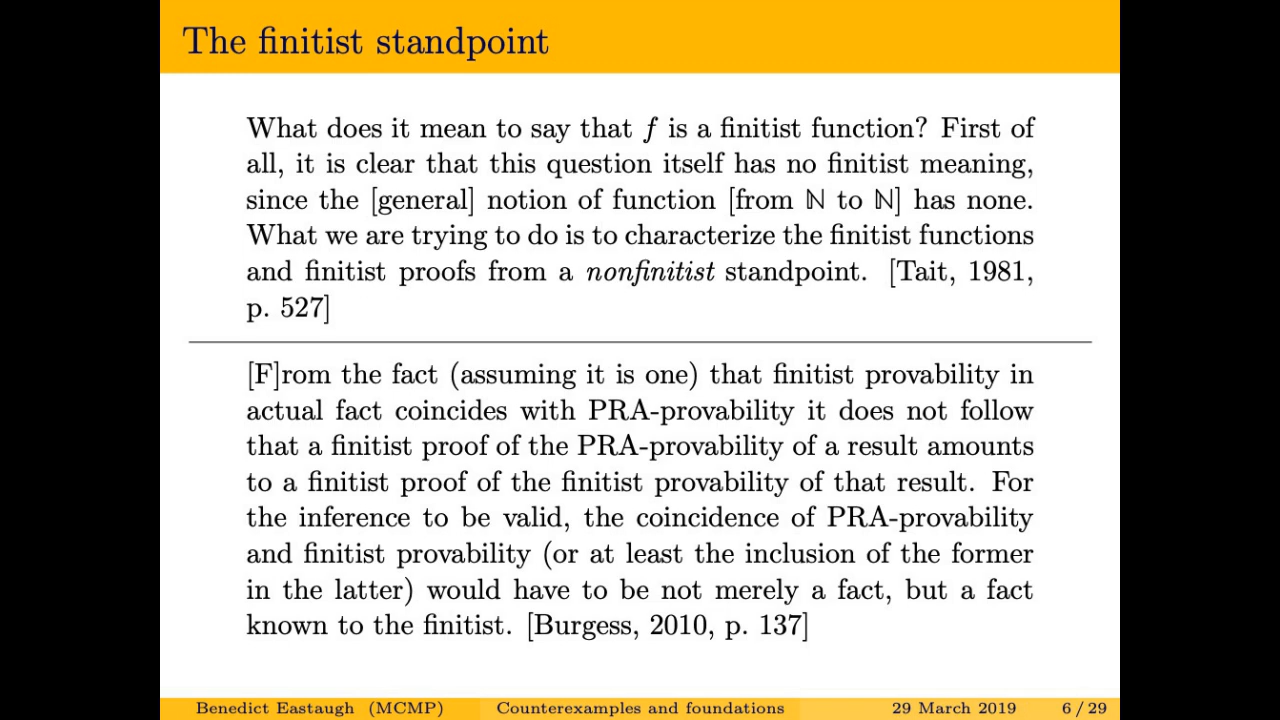 The finitist standpoint
What does it mean to say that f is a finitist function? First of
all, it is clear that this question itself has no finitist meaning,
since the [general] notion of function [from ℕ to ℕ] has none.
What we are trying to do is to characterize the finitist functions
and finitist proofs from a nonfinitist standpoint. [Tait, 1981,
p. 527]
[F]rom the fact (assuming it is one) that finitist provability in
actual fact coincides with PRA-provability it does not follow
that a finitist proof of the PRA-provability of a result amounts
to a finitist proof of the finitist provability of that result. For
the inference to be valid, the coincidence of PRA-provability
and finitist provability (or at least the inclusion of the former
in the latter) would have to be not merely a fact, but a fact
known to the finitist. [Burgess, 2010, p. 137]
Benedict Eastaugh (MCMP) Counterexamples and foundations 29 March 2019 6 / 29